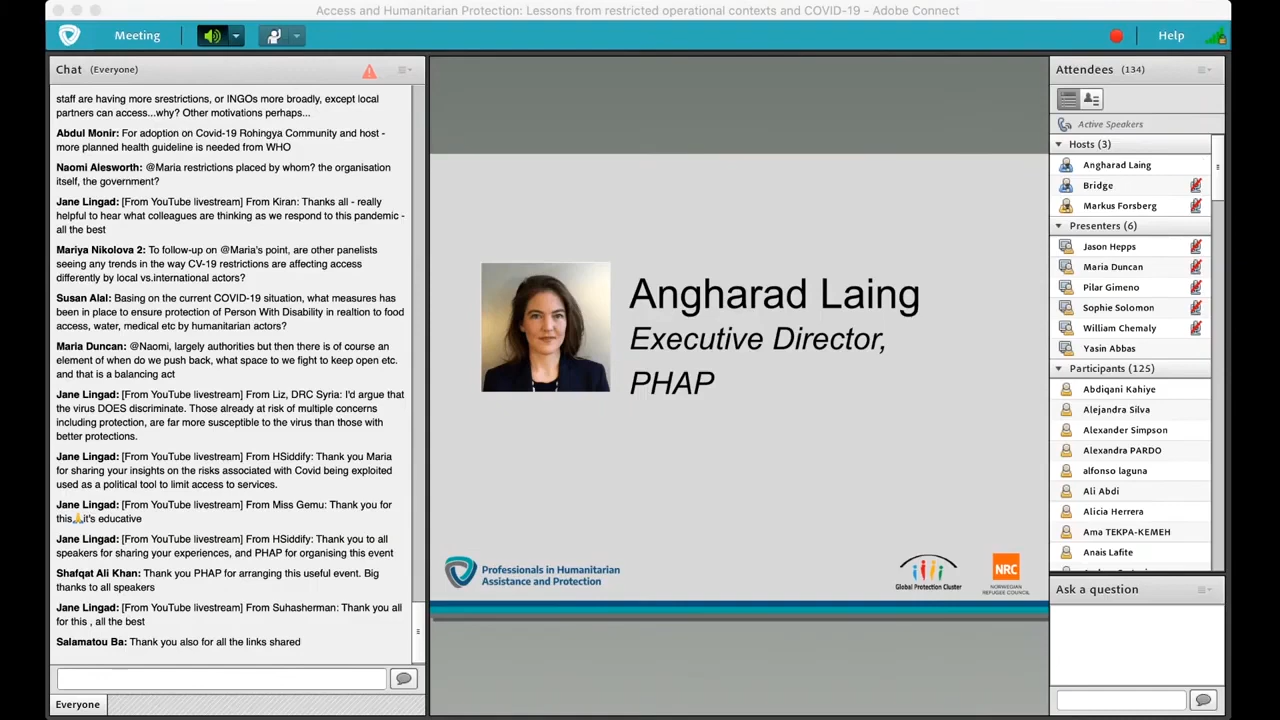 Access and Humanitarian Protection: Lessons from restricted operational contexts and COVID-19 - Adobe Connect
Meeting
Help
Chat (Everyone)
staff are having more srestrictions, or INGOs more broadly, except local
partners can access...why? Other motivations perhaps...
Abdul Monir: For adoption on Covid-19 Rohingya Community and host -
more planned health guideline is needed from WHO
Naomi Alesworth: @Maria restrictions placed by whom? the organisation
itself, the government?
Jane Lingad: [From YouTube livestream] From Kiran: Thanks all - really
helpful to hear what colleagues are thinking as we respond to this pandemic -
all the best
Mariya Nikolova 2: To follow-up on @Maria's point, are other panelists
seeing any trends in the way CV-19 restrictions are affecting access
differently by local vs.international actors?
Susan Alal: Basing on the current COVID-19 situation, what measures has
been in place to ensure protection of Person With Disability in realtion to food
access, water, medical etc by humanitarian actors?
Maria Duncan: @Naomi, largely authorities but then there is of course an
element of when do we push back, what space to we fight to keep open etc.
and that is a balancing act
Jane Lingad: [From YouTube livestream] From Liz, DRC Syria: I'd argue that
the virus DOES discriminate. Those already at risk of multiple concerns
including protection, are far more susceptible to the virus than those with
better protections.
Jane Lingad: [From YouTube livestream] From HSiddify: Thank you Maria
for sharing your insights on the risks associated with Covid being exploited
used as a political tool to limit access to services.
Jane Lingad: [From YouTube livestream] From Miss Gemu: Thank you for
this🙏it's educative
Jane Lingad: [From YouTube livestream] From HSiddify: Thank you to all
speakers for sharing your experiences, and PHAP for organising this event
Shafqat Ali Khan: Thank you PHAP for arranging this useful event. Big
thanks to all speakers
Jane Lingad: [From YouTube livestream] From Suhasherman: Thank you all
for this , all the best
Salamatou Ba: Thank you also for all the links shared
Everyone
Angharad Laing
Executive Director,
PHAP
Professionals in Humanitarian
Assistance and Protection
Global Protection Cluster
NRC
NORWEGIAN
REFUGEE COUNCIL
Attendees (134)
Active Speakers
Hosts (3)
Angharad Laing
Bridge
Markus Forsberg
Presenters (6)
Jason Hepps
Maria Duncan
Pilar Gimeno
Sophie Solomon
William Chemaly
Yasin Abbas
Participants (125)
Abdiqani Kahiye
Alejandra Silva
Alexander Simpson
Alexandra PARDO
alfonso laguna
Ali Abdi
Alicia Herrera
Ama TEKPA-KEMEH
Anais Lafite
Ask a question